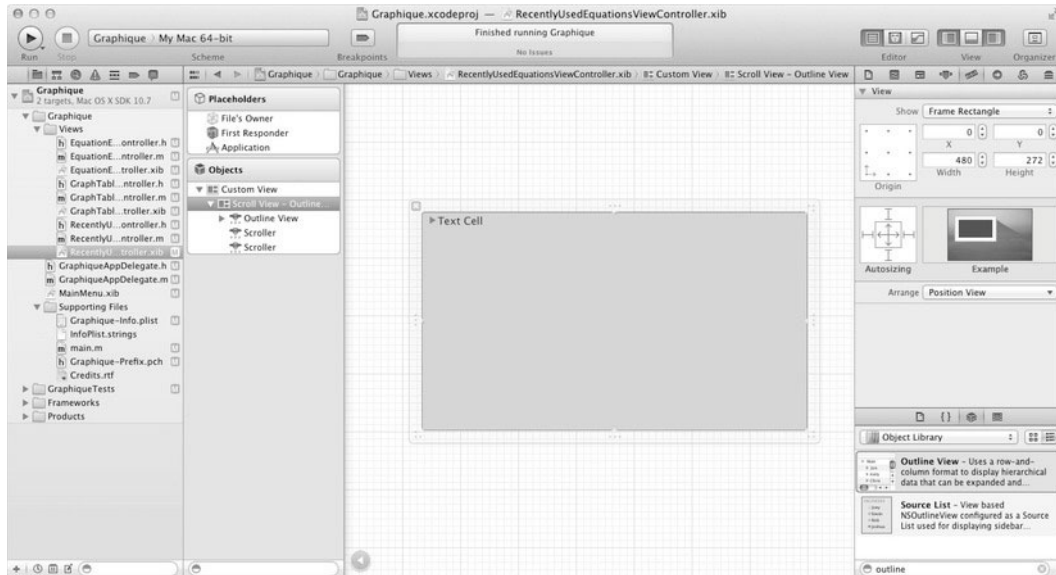 Graphique.xcodeproj — RecentlyUsedEquationsViewController.xib
Graphique My Mac 64-bit
Finished running Graphique
No Issues
Run Stop Scheme Breakpoints Editor View Organizer
Graphique Graphique Views RecentlyUsedEquationsViewController.xib Custom View Scroll View - Outline View
Graphique
2 targets, Mac OS X SDK 10.7
Graphique
Views
h EquationE...ontroller.h
m EquationE...ntroller.m
EquationE...troller.xib
h GraphTabl...ntroller.h
m GraphTabl...ntroller.m
GraphTabl...troller.xib
h RecentlyU...ontroller.h
m RecentlyU...ntroller.m
RecentlyU...troller.xib
h GraphiqueAppDelegate.h
m GraphiqueAppDelegate.m
MainMenu.xib
Supporting Files
Graphique-Info.plist
InfoPlist.strings
m main.m
h Graphique-Prefix.pch
Credits.rtf
GraphiqueTests
Frameworks
Products
Placeholders
File's Owner
First Responder
Application
Objects
Custom View
Scroll View - Outline...
Outline View
Scroller
Scroller
Text Cell
View
Show Frame Rectangle
0 0
X Y
480 272
Width Height
Origin
Autosizing Example
Arrange Position View
Object Library
Outline View - Uses a row-and-
column format to display hierarchical
data that can be expanded and...
Source List - View based
NSOutlineView configured as a Source
List used for displaying sidebar...
outline